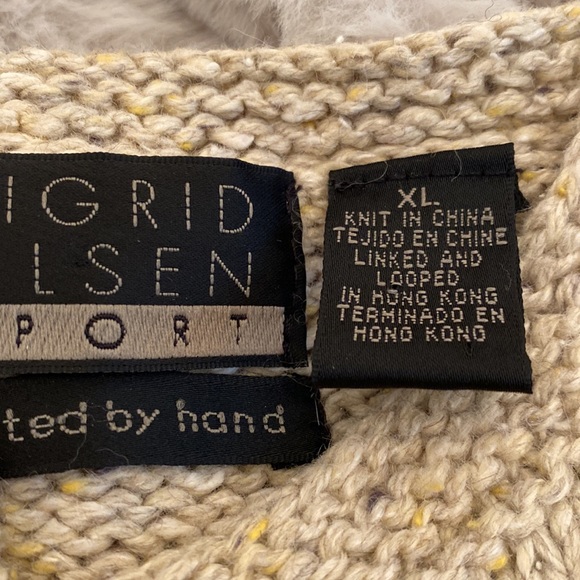 IGRID
LSEN
PORT
ted by hand
XL
KNIT IN CHINA
TEJIDO EN CHINE
LINKED AND
LOOPED
IN HONG KONG
TERMINADO EN
HONG KONG